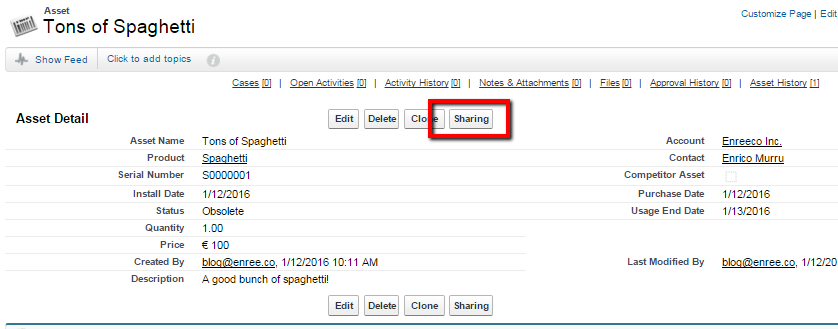 Asset
Tons of Spaghetti
Customize Page | Edit
Show Feed Click to add topics i
Cases [0] | Open Activities [0] | Activity History [0] | Notes & Attachments [0] | Files [0] | Approval History [0] | Asset History [1]
Asset Detail Edit Delete Clone Sharing
Asset Name Tons of Spaghetti Account Enreeco Inc.
Product Spaghetti Contact Enrico Murru
Serial Number S0000001 Competitor Asset
Install Date 1/12/2016 Purchase Date 1/12/2016
Status Obsolete Usage End Date 1/13/2016
Quantity 1.00
Price € 100
Created By blog@enree.co, 1/12/2016 10:11 AM Last Modified By blog@enree.co, 1/12/20
Description A good bunch of spaghetti!
Edit Delete Clone Sharing